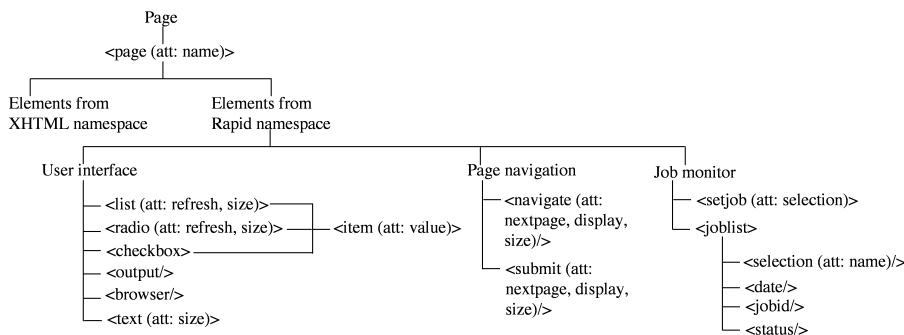 Page
<page (att: name)>
Elements from
XHTML namespace
Elements from
Rapid namespace
User interface
<list (att: refresh, size)>
<radio (att: refresh, size)>
<checkbox>
<output/>
<browser/>
<text (att: size)>
<item (att: value)>
Page navigation
<navigate (att:
nextpage, display,
size)/>
<submit (att:
nextpage, display,
size)/>
Job monitor
<setjob (att: selection)>
<joblist>
<selection (att: name)/>
<date/>
<jobid/>
<status/>